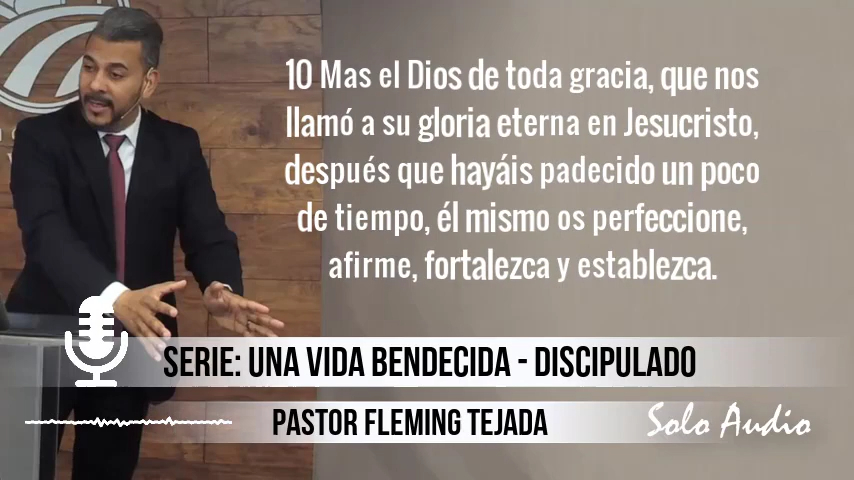 10 Mas el Dios de toda gracia, que nos
llamó a su gloria eterna en Jesucristo,
después que hayáis padecido un poco
de tiempo, él mismo os perfeccione,
afirme, fortalezca y establezca.
SERIE: UNA VIDA BENDECIDA - DISCIPULADO
PASTOR FLEMING TEJADA
Solo Audio